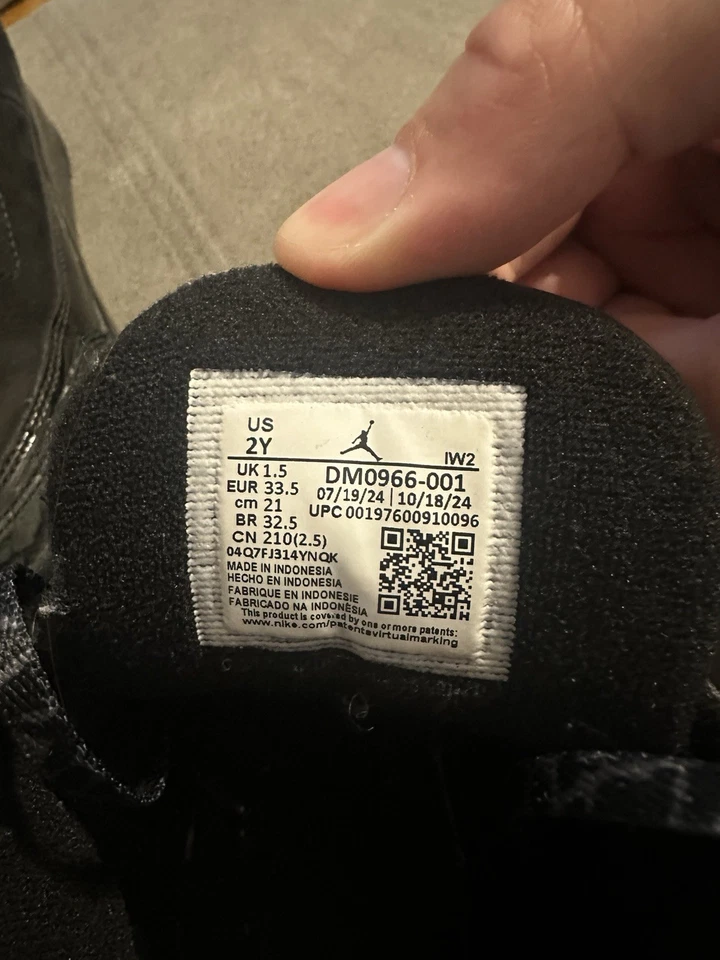 US
2Y
IW2
UK 1.5
EUR 33.5
cm 21
BR 32.5
CN 210(2.5)
DM0966-001
07/19/24 | 10/18/24
UPC 00197600910096
04Q7FJ314YNQK
MADE IN INDONESIA
HECHO EN INDONESIA
FABRIQUE EN INDONESIE
FABRICADO NA INDONÉSIA
This product is covered by one or more patents:
www.nike.com/patentsvirtualmarking